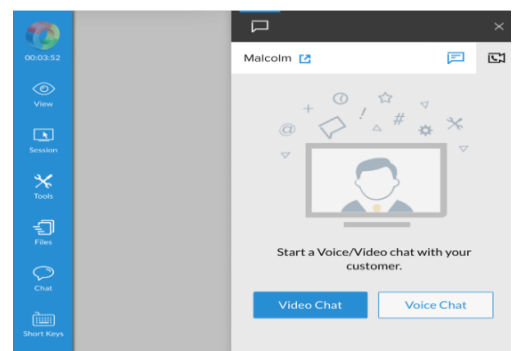 00:03:52
View
Session
Tools
Files
Chat
Short Keys
Malcolm
Start a Voice/Video chat with your
customer.
Video Chat
Voice Chat